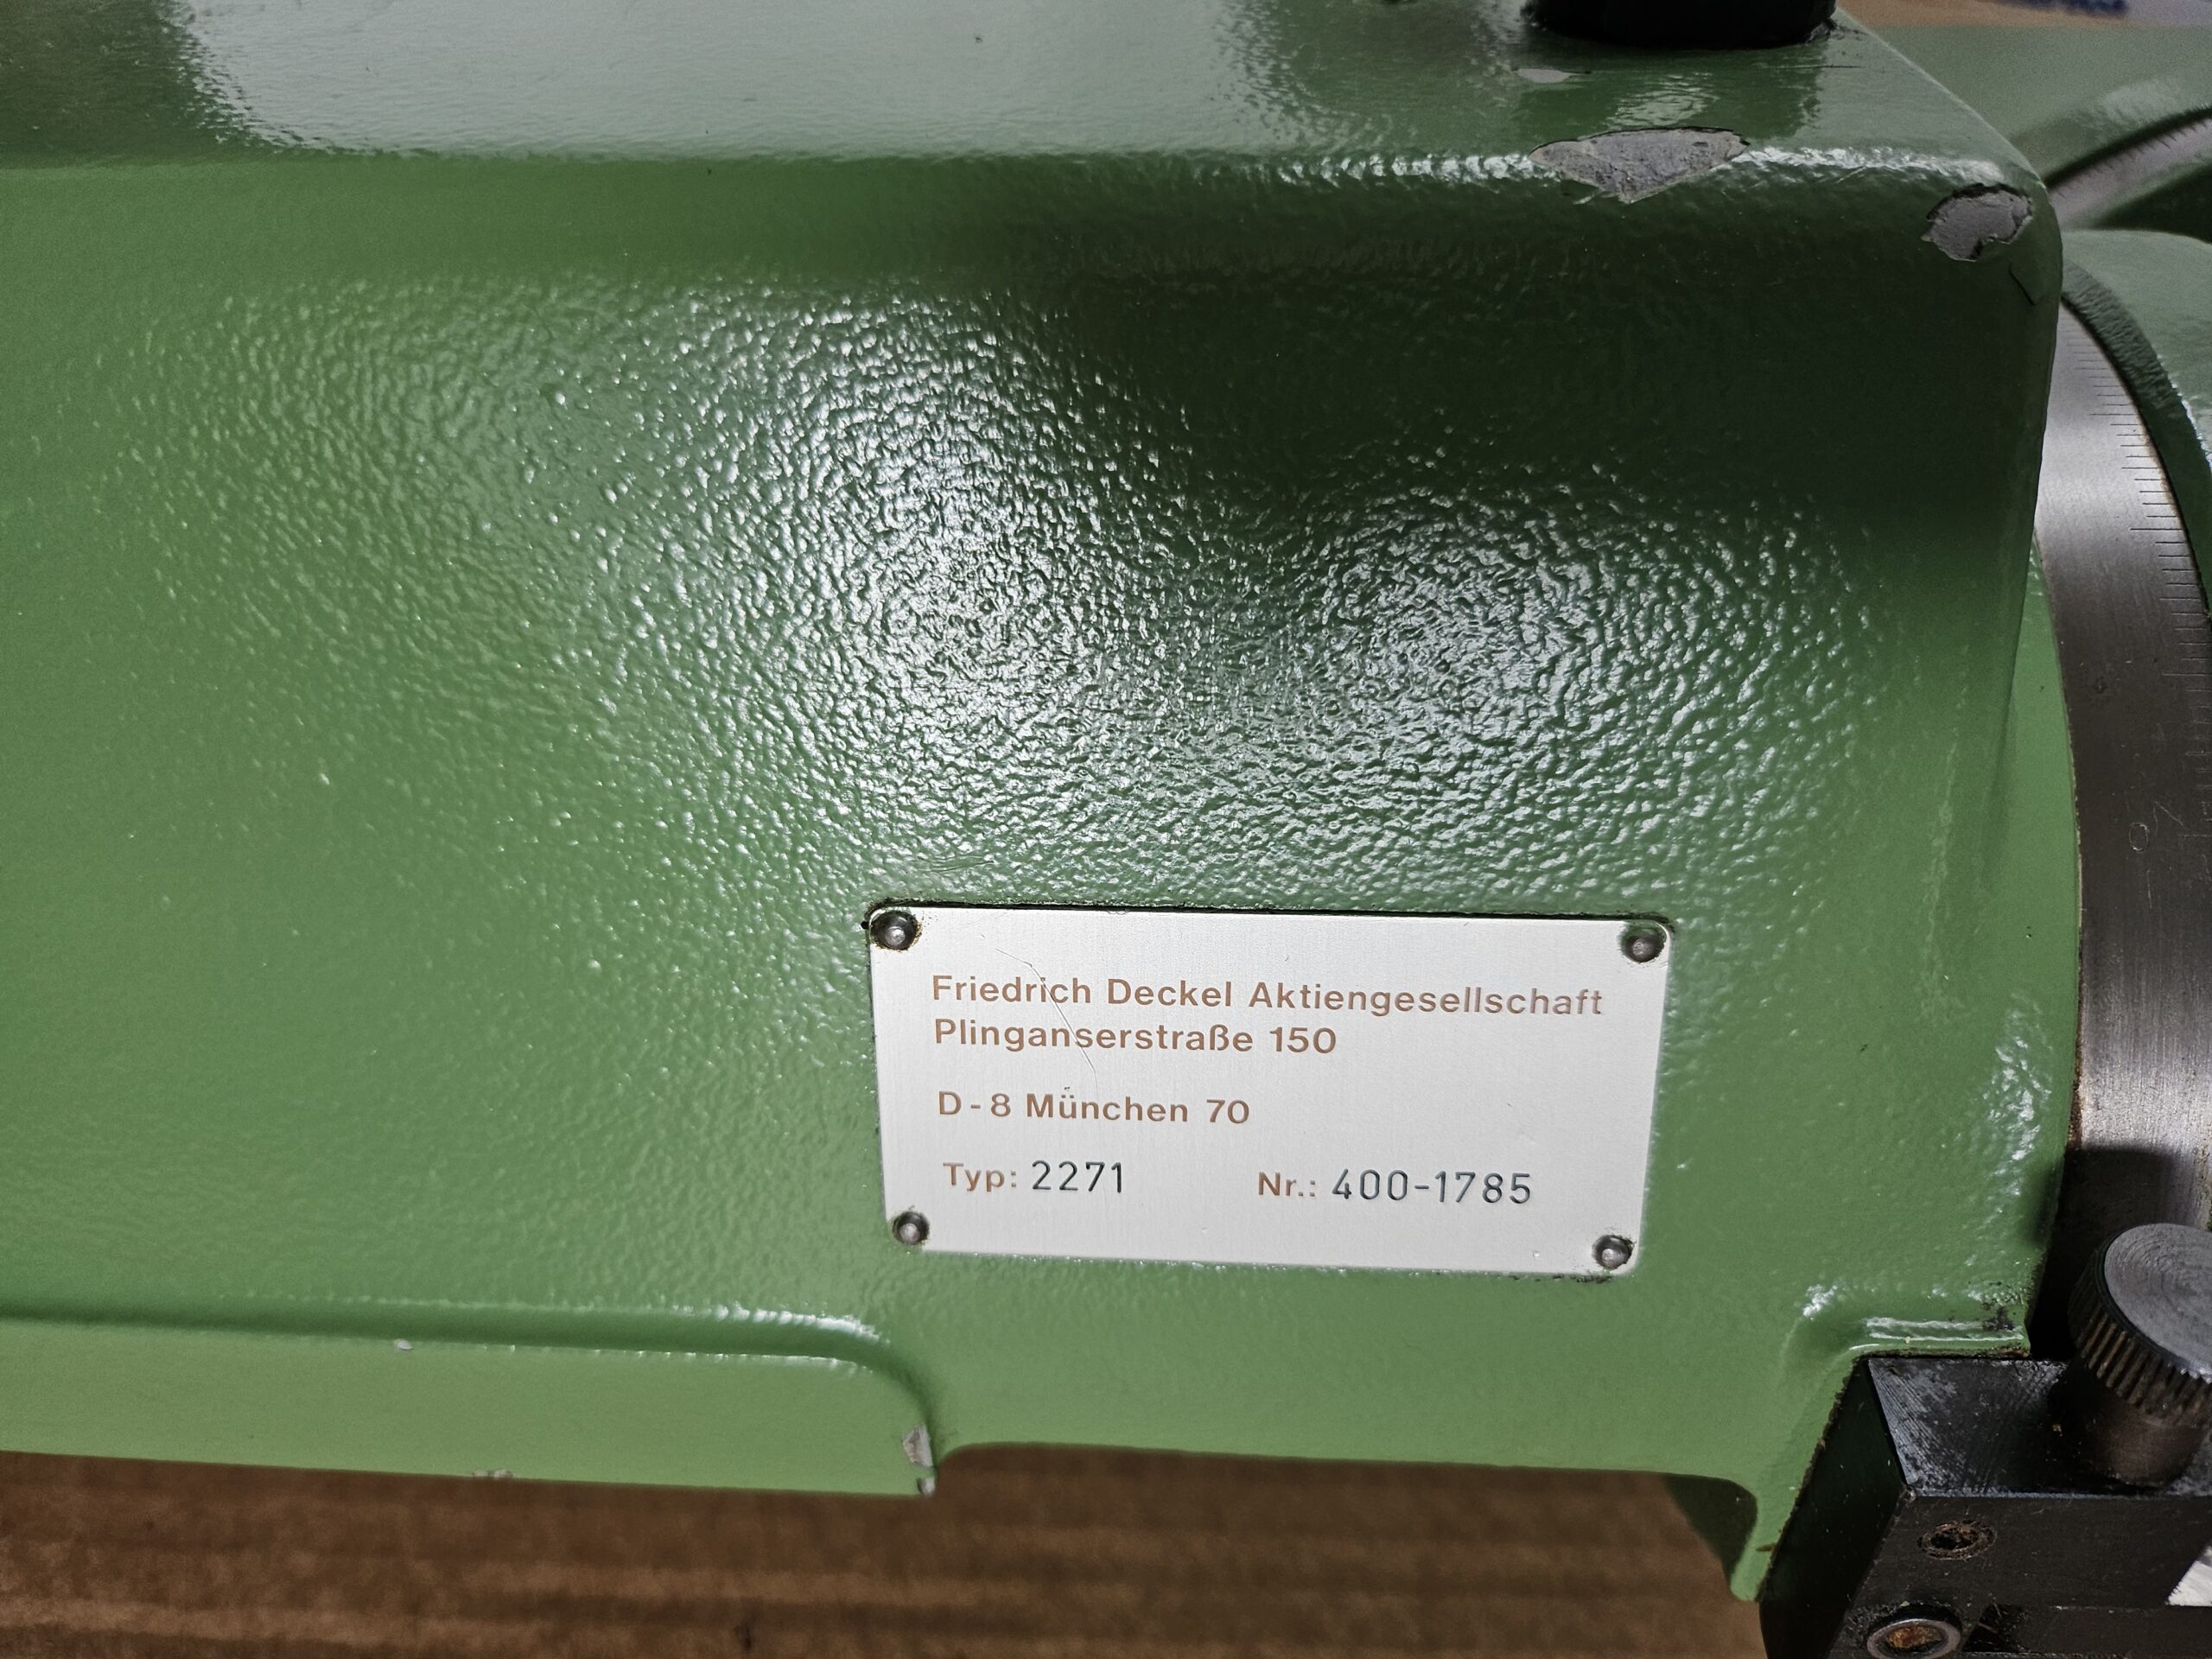 Friedrich Deckel Aktiengesellschaft
Plinganserstraße 150
D-8 München 70
Typ: 2271 Nr.: 400-1785